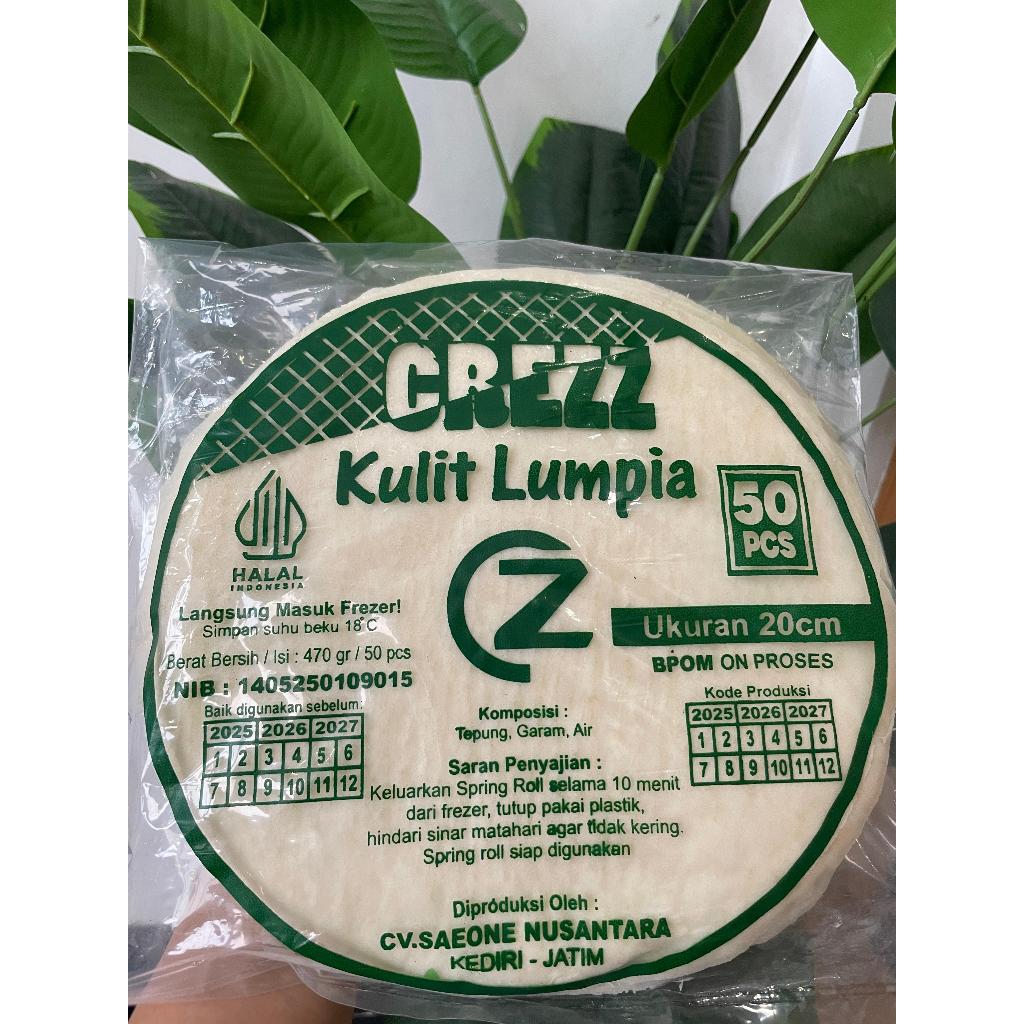 CREZZ
Kulit Lumpia
50
PCS
HALAL
INDONESIA
CZ
Langsung Masuk Frezer!
Simpan suhu beku 18°C
Ukuran 20cm
Berat Bersih / Isi : 470 gr / 50 pcs
BPOM ON PROSES
NIB : 1405250109015
Baik digunakan sebelum:
2025 2026 2027
1 2 3 4 5 6
7 8 9 10 11 12
Kode Produksi
2025 2026 2027
1 2 3 4 5 6
7 8 9 10 11 12
Komposisi :
Tepung, Garam, Air
Saran Penyajian :
Keluarkan Spring Roll selama 10 menit
dari frezer, tutup pakai plastik,
hindari sinar matahari agar tidak kering.
Spring roll siap digunakan
Diproduksi Oleh :
CV.SAEONE NUSANTARA
KEDIRI - JATIM